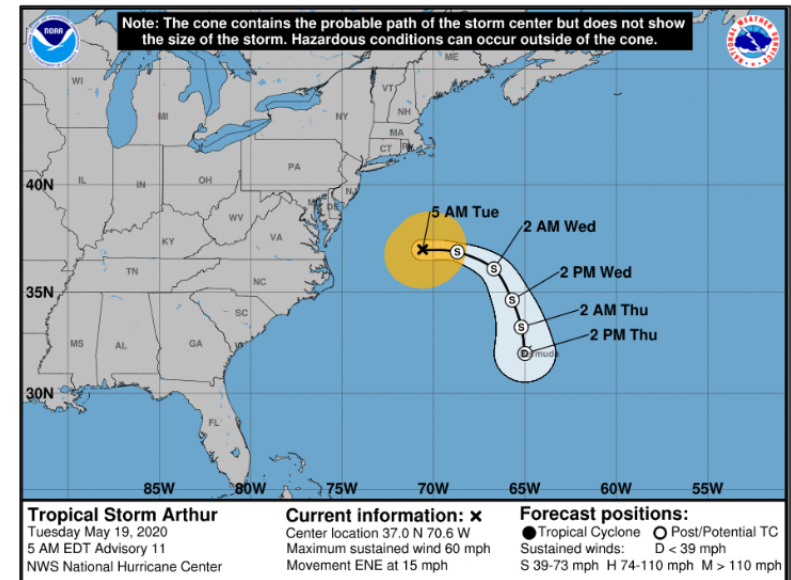 Note: The cone contains the probable path of the storm center but does not show
the size of the storm. Hazardous conditions can occur outside of the cone.
NOAA
NATIONAL WEATHER SERVICE
ME
WI
VT
NH
MI
NY
MA
CT
PA
40N
IL
IN
OH
NJ
DE
WV
5 AM Tue
2 AM Wed
KY
VA
2 PM Wed
TN
NC
35N
2 AM Thu
SC
2 PM Thu
MS
AL
GA
30N
FL
85W
80W
75W
70W
65W
60W
55W
Tropical Storm Arthur
Tuesday May 19, 2020
5 AM EDT Advisory 11
NWS National Hurricane Center
Current information: x
Center location 37.0 N 70.6 W
Maximum sustained wind 60 mph
Movement ENE at 15 mph
Forecast positions:
Tropical Cyclone Post/Potential TC
Sustained winds: D < 39 mph
S 39-73 mph H 74-110 mph M > 110 mph
S
S
S
S
D